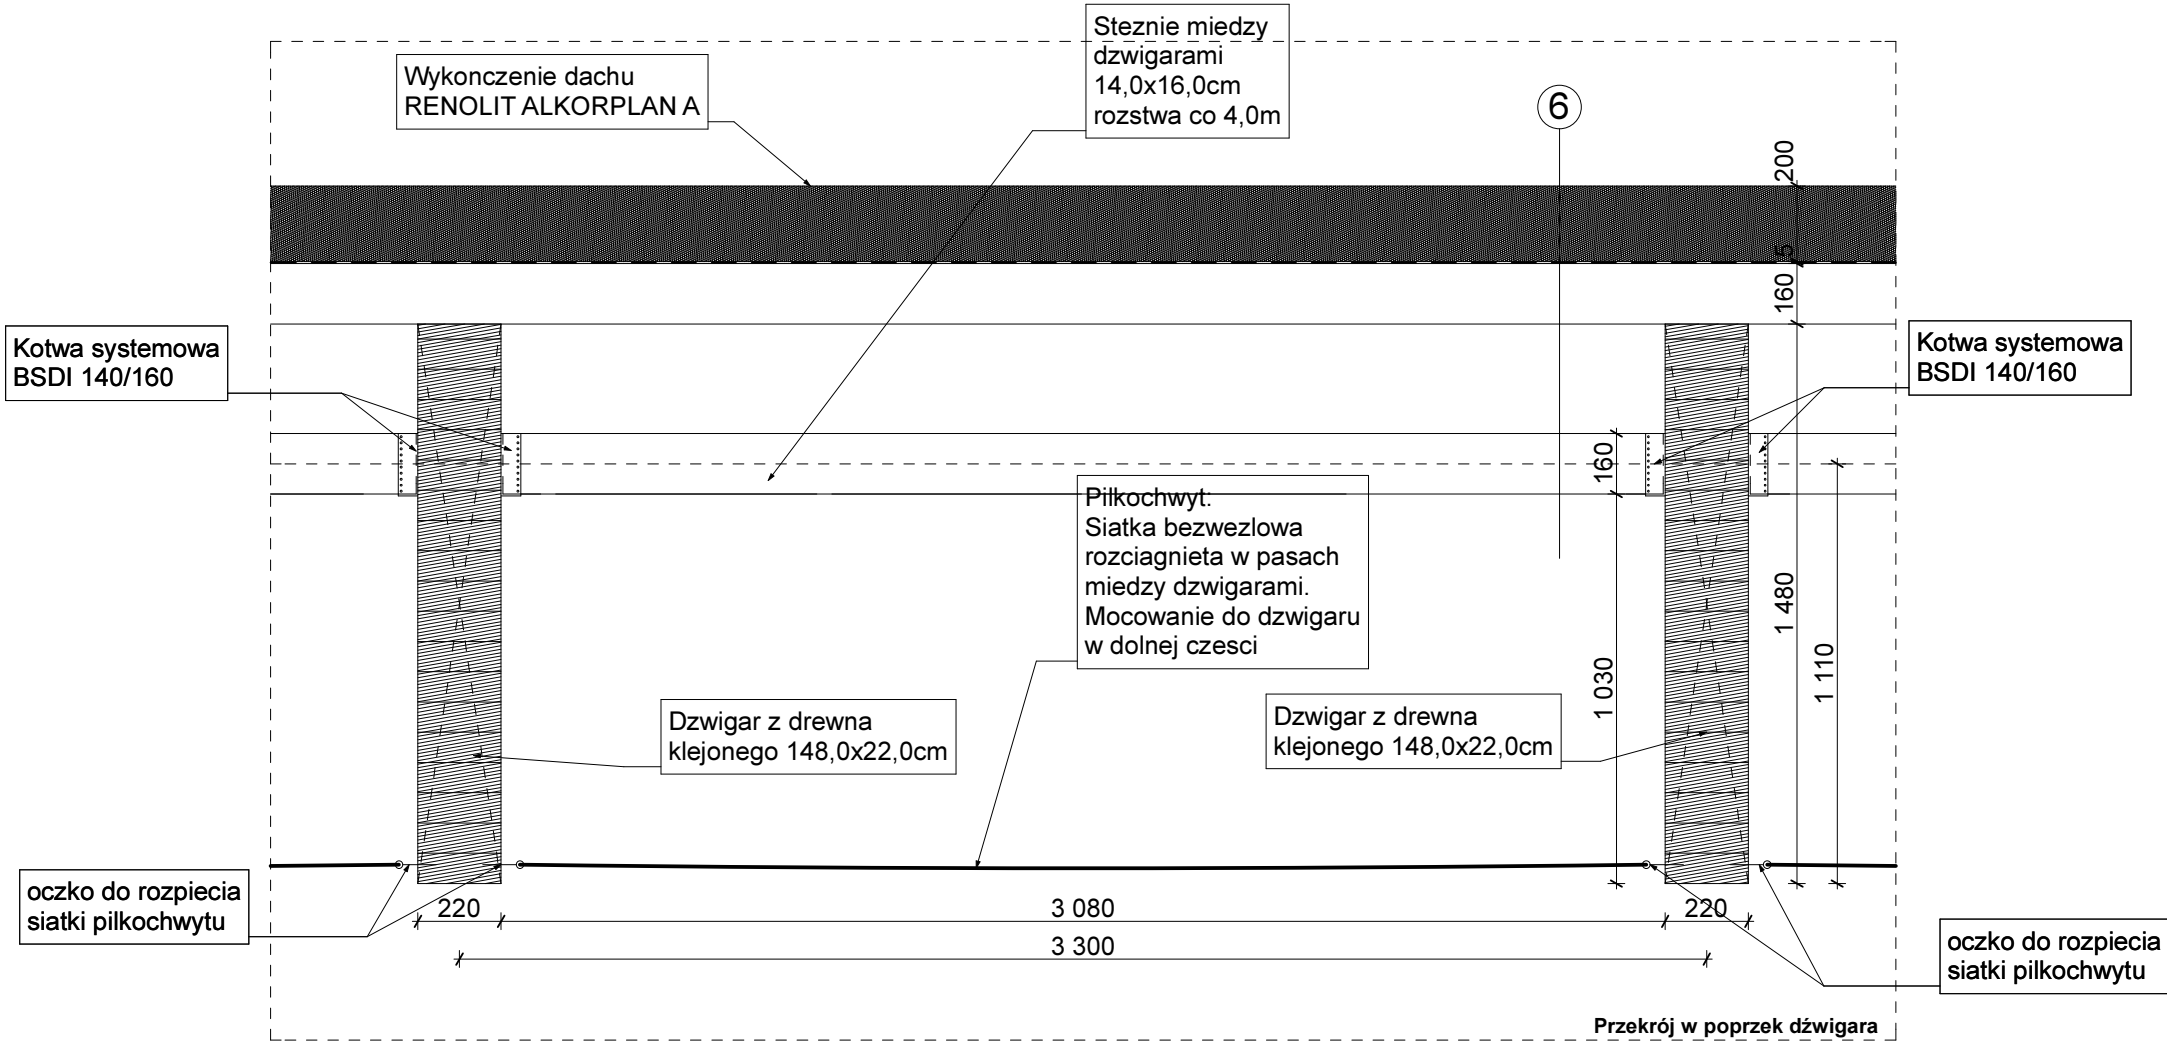 Steznie miedzy
dzwigarami
14,0x16,0cm
rozstwa co 4,0m
Wykonczenie dachu
RENOLIT ALKORPLAN A
6
200
5
160
Kotwa systemowa
BSDI 140/160
Kotwa systemowa
BSDI 140/160
160
Pilkochwyt:
Siatka bezwezlowa
rozciagnieta w pasach
miedzy dzwigarami.
Mocowanie do dzwigaru
w dolnej czesci
1 480
1 110
1 030
Dzwigar z drewna
klejonego 148,0x22,0cm
Dzwigar z drewna
klejonego 148,0x22,0cm
oczko do rozpiecia
siatki pilkochwytu
220
3 080
220
3 300
oczko do rozpiecia
siatki pilkochwytu
Przekrój w poprzek dźwigara